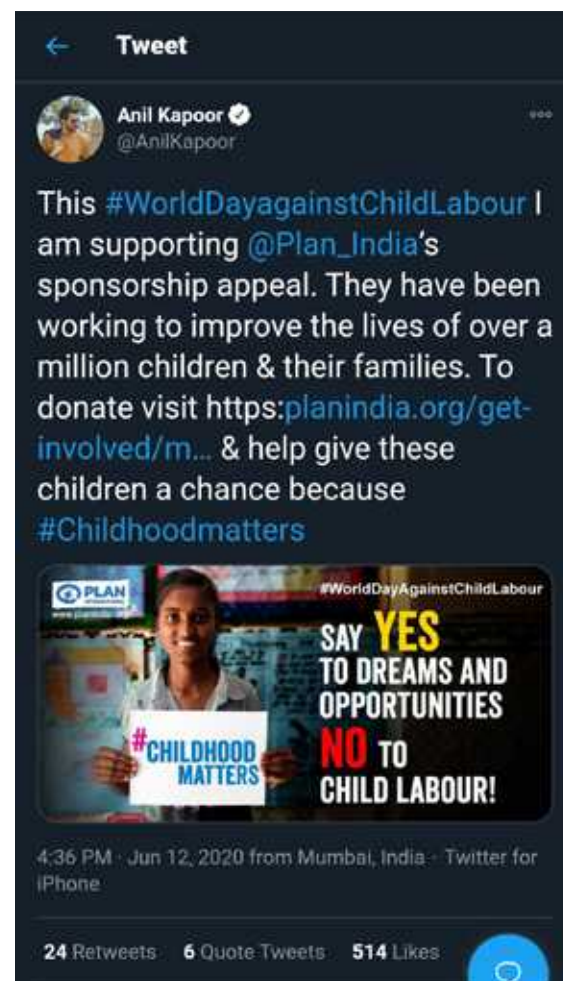 Tweet
Anil Kapoor
@AnilKapoor
This #WorldDayagainstChildLabour I
am supporting @Plan_India's
sponsorship appeal. They have been
working to improve the lives of over a
million children & their families. To
donate visit https:planindia.org/get-
involved/m... & help give these
children a chance because
#Childhoodmatters
PLAN
#WorldDayAgainstChildLabour
SAY YES
TO DREAMS AND
OPPORTUNITIES
NO TO
CHILD LABOUR!
#CHILDHOOD
MATTERS
4:36 PM · Jun 12, 2020 from Mumbai, India · Twitter for
iPhone
24 Retweets 6 Quote Tweets 514 Likes